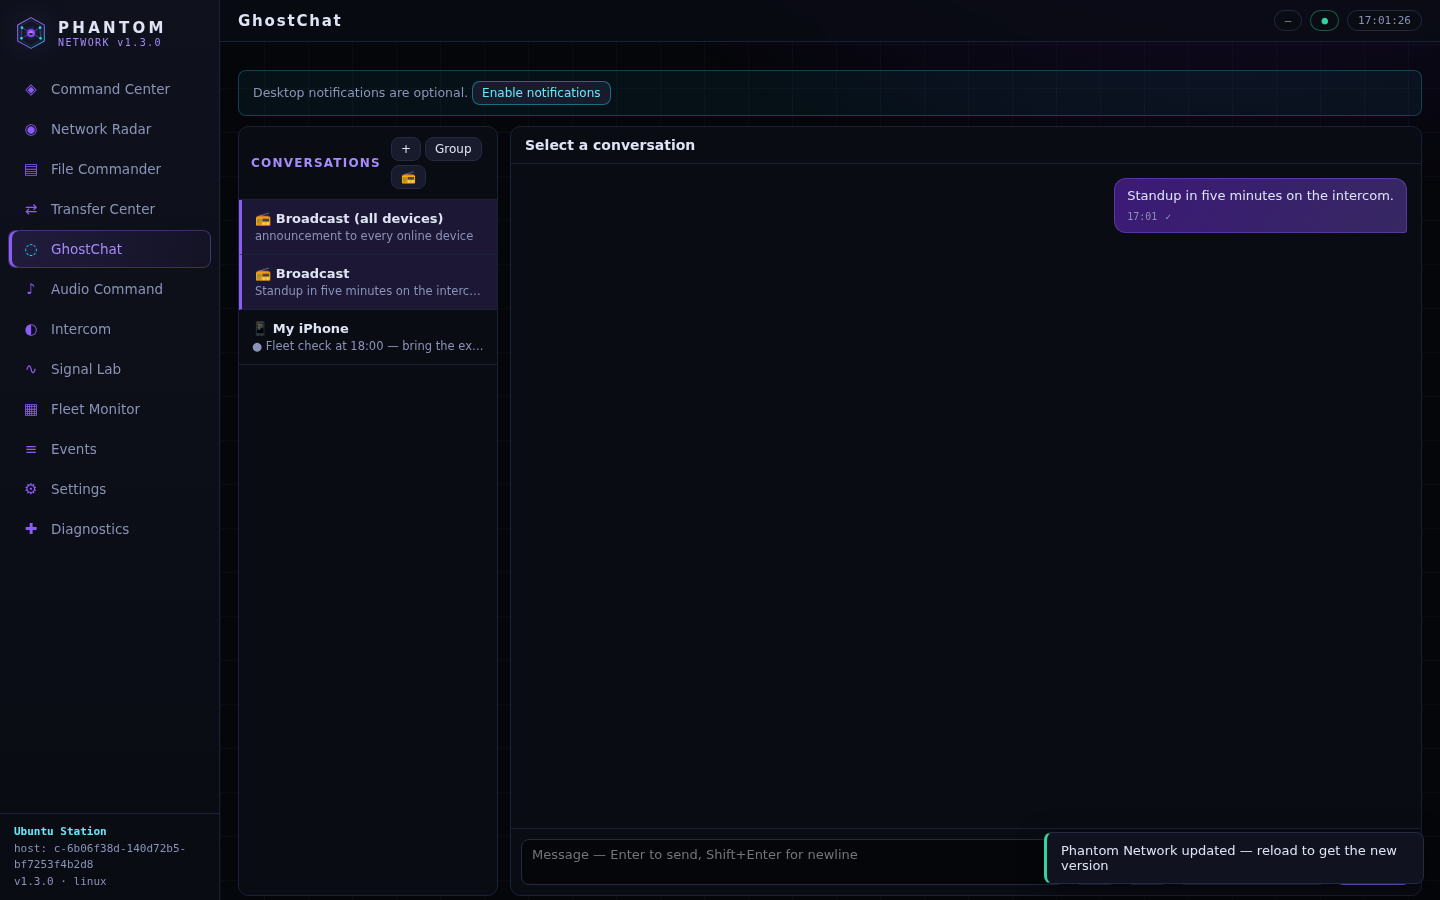 PHANTOM
NETWORK v1.3.0
Command Center
Network Radar
File Commander
Transfer Center
GhostChat
Audio Command
Intercom
Signal Lab
Fleet Monitor
Events
Settings
Diagnostics
Ubuntu Station
host: c-6b06f38d-140d72b5-
bf7253f4b2d8
v1.3.0 · linux
GhostChat
—
17:01:26
Desktop notifications are optional. Enable notifications
CONVERSATIONS
+ Group
Broadcast (all devices)
announcement to every online device
Broadcast
Standup in five minutes on the interc…
My iPhone
● Fleet check at 18:00 — bring the ex…
Select a conversation
Standup in five minutes on the intercom.
17:01 ✓
Message — Enter to send, Shift+Enter for newline
Phantom Network updated — reload to get the new
version